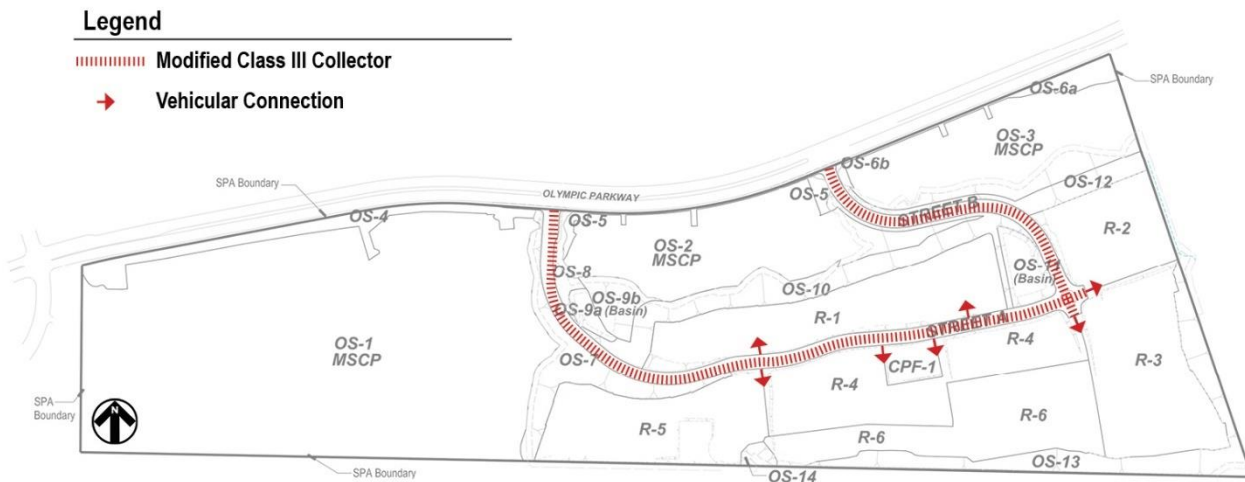 Legend
Modified Class III Collector
Vehicular Connection
SPA Boundary
OS-6a
OS-3
MSCP
OS-6b
SPA Boundary
OLYMPIC PARKWAY
OS-5
OS-12
OS-4
OS-5
STREET B
R-2
OS-2
MSCP
OS-8
OS-11
(Basin)
OS-10
OS-9b
(Basin)
OS-9a
R-1
STREET A
OS-1
MSCP
OS-7
R-4
CPF-1
R-3
R-4
SPA
Boundary
N
R-5
R-6
R-6
OS-13
SPA Boundary
OS-14